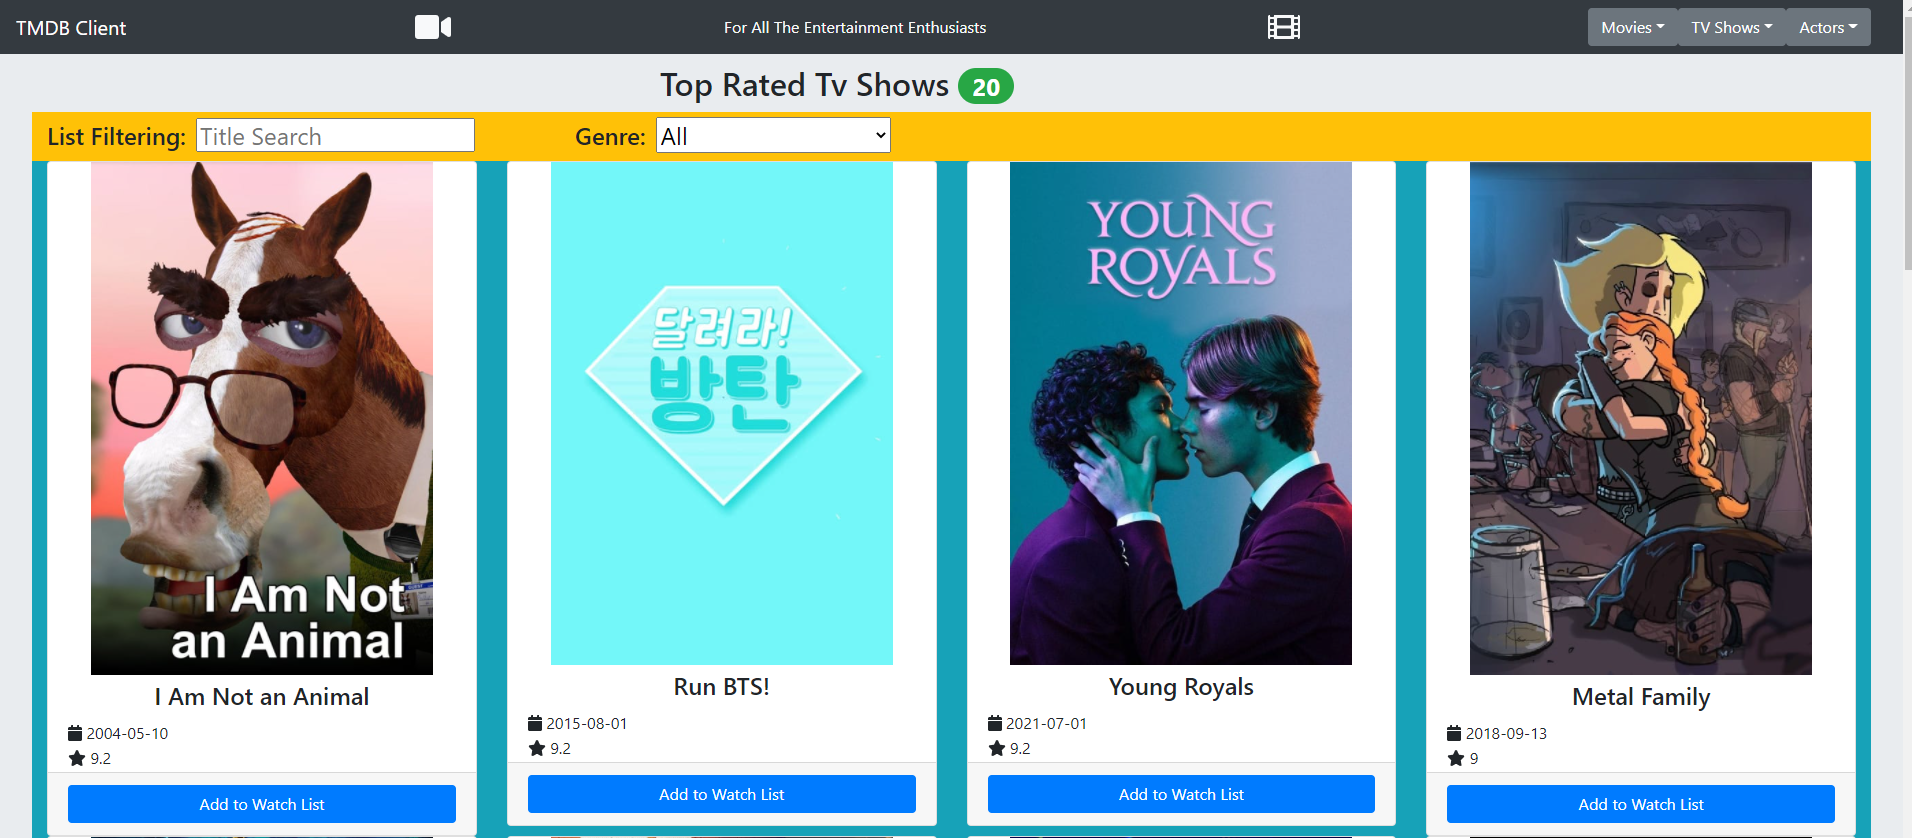 TMDB Client
For All The Entertainment Enthusiasts
Movies
TV Shows
Actors
Top Rated Tv Shows 20
List Filtering:
Title Search
Genre:
All
I Am Not
an Animal
I Am Not an Animal
2004-05-10
9.2
Add to Watch List
달려라!
방탄
Run BTS!
2015-08-01
9.2
Add to Watch List
YOUNG
ROYALS
Young Royals
2021-07-01
9.2
Add to Watch List
Metal Family
2018-09-13
9
Add to Watch List